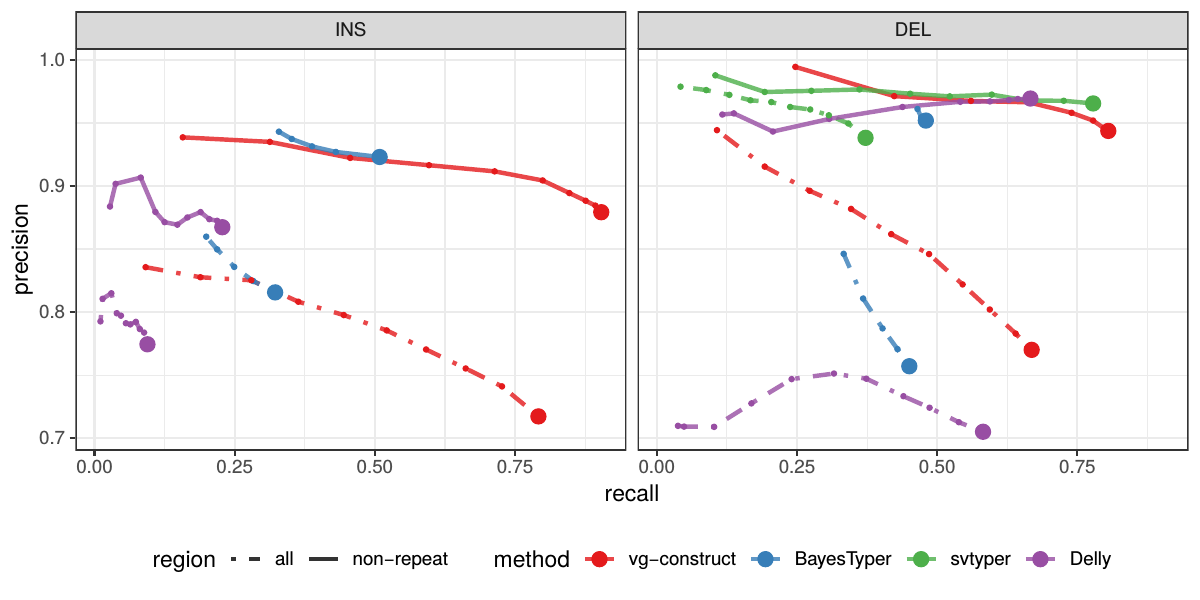 INS DEL
1.0
0.9
0.8
0.7
precision
0.00 0.25 0.50 0.75 0.00 0.25 0.50 0.75
recall
region all non−repeat method vg−construct BayesTyper svtyper Delly